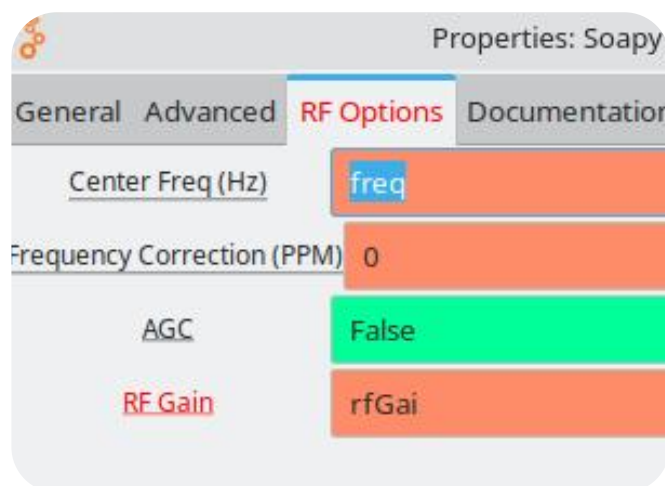 Properties: Soapy
General Advanced RF Options Documentation
Center Freq (Hz) freq
Frequency Correction (PPM) 0
AGC False
RF Gain rfGai